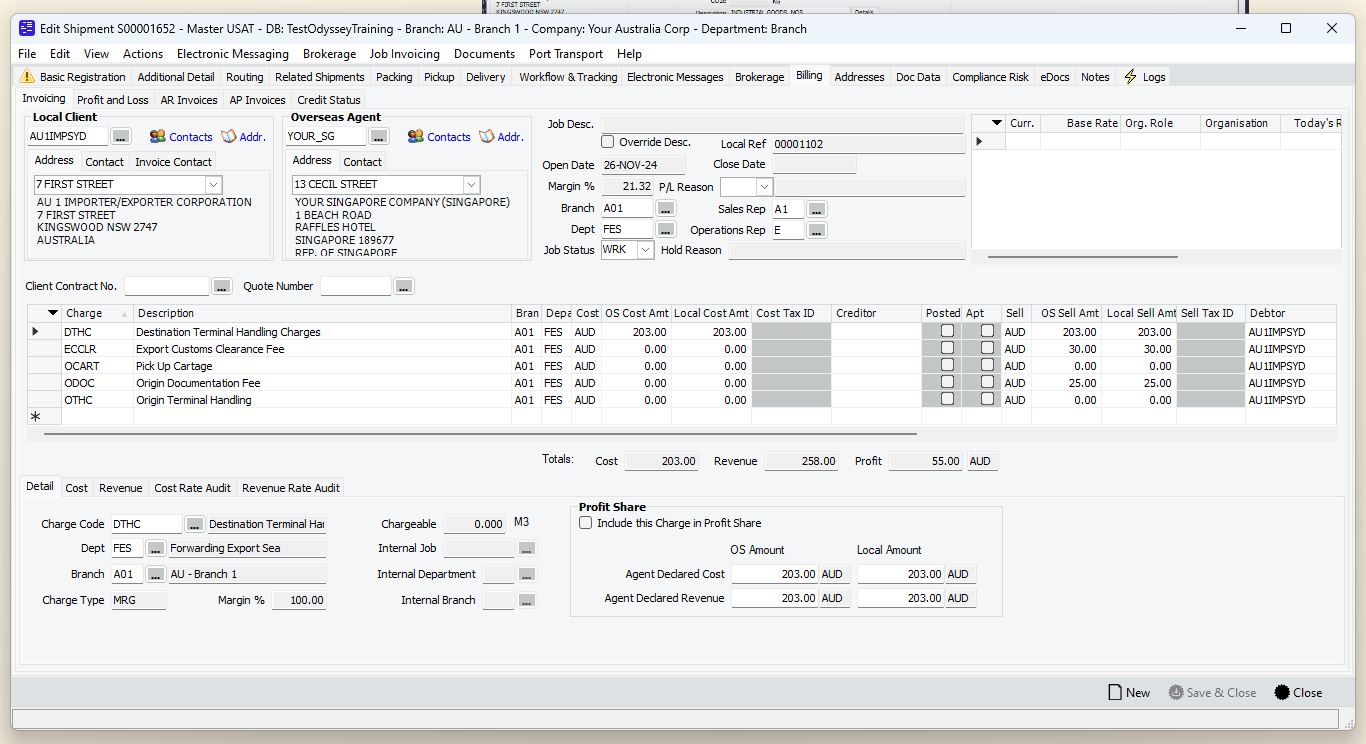 7 FIRST STREET
KINGSWOOD NSW 2747
KG
Description INDUSTRIAL GOODS, NOS
Details
Edit Shipment S00001652 - Master USAT - DB: TestOdysseyTraining - Branch: AU - Branch 1 - Company: Your Australia Corp - Department: Branch
File Edit View Actions Electronic Messaging Brokerage Job Invoicing Documents Port Transport Help
Basic Registration Additional Detail Routing Related Shipments Packing Pickup Delivery Workflow & Tracking Electronic Messages Brokerage Billing Addresses Doc Data Compliance Risk eDocs Notes Logs
Invoicing Profit and Loss AR Invoices AP Invoices Credit Status
Local Client
AU1IMPSYD ... Contacts Addr.
Address Contact Invoice Contact
7 FIRST STREET
AU 1 IMPORTER/EXPORTER CORPORATION
7 FIRST STREET
KINGSWOOD NSW 2747
AUSTRALIA
Overseas Agent
YOUR_SG ... Contacts Addr.
Address Contact
13 CECIL STREET
YOUR SINGAPORE COMPANY (SINGAPORE)
1 BEACH ROAD
RAFFLES HOTEL
SINGAPORE 189677
REP. OF SINGAPORE
Job Desc.
Override Desc. Local Ref 00001102
Open Date 26-NOV-24 Close Date
Margin % 21.32 P/L Reason
Branch A01 ... Sales Rep A1 ...
Dept FES ... Operations Rep E ...
Job Status WRK Hold Reason
Curr. Base Rate Org. Role Organisation Today's R
Client Contract No. ... Quote Number ...
Charge Description Bran Depa Cost OS Cost Amt Local Cost Amt Cost Tax ID Creditor Posted Apt Sell OS Sell Amt Local Sell Amt Sell Tax ID Debtor
DTHC Destination Terminal Handling Charges A01 FES AUD 203.00 203.00 AUD 203.00 203.00 AU1IMPSYD
ECCLR Export Customs Clearance Fee A01 FES AUD 0.00 0.00 AUD 30.00 30.00 AU1IMPSYD
OCART Pick Up Cartage A01 FES AUD 0.00 0.00 AUD 0.00 0.00 AU1IMPSYD
ODOC Origin Documentation Fee A01 FES AUD 0.00 0.00 AUD 25.00 25.00 AU1IMPSYD
OTHC Origin Terminal Handling A01 FES AUD 0.00 0.00 AUD 0.00 0.00 AU1IMPSYD
*
Totals: Cost 203.00 Revenue 258.00 Profit 55.00 AUD
Detail Cost Revenue Cost Rate Audit Revenue Rate Audit
Charge Code DTHC ... Destination Terminal Har
Dept FES ... Forwarding Export Sea
Branch A01 ... AU - Branch 1
Charge Type MRG Margin % 100.00
Chargeable 0.000 M3
Internal Job ...
Internal Department ...
Internal Branch ...
Profit Share
Include this Charge in Profit Share
OS Amount Local Amount
Agent Declared Cost 203.00 AUD 203.00 AUD
Agent Declared Revenue 203.00 AUD 203.00 AUD
New Save & Close Close